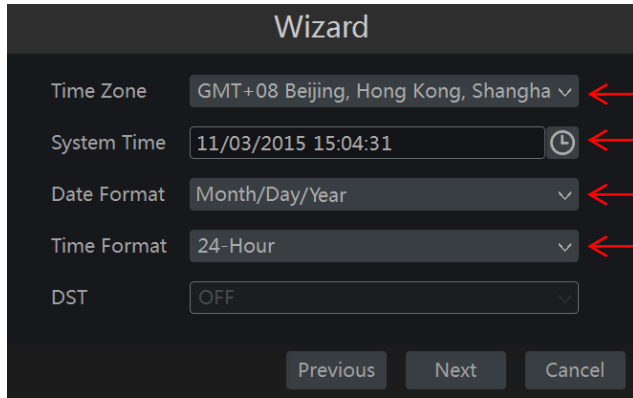 Wizard
Time Zone GMT+08 Beijing, Hong Kong, Shangha
System Time 11/03/2015 15:04:31
Date Format Month/Day/Year
Time Format 24-Hour
DST OFF
Previous Next Cancel